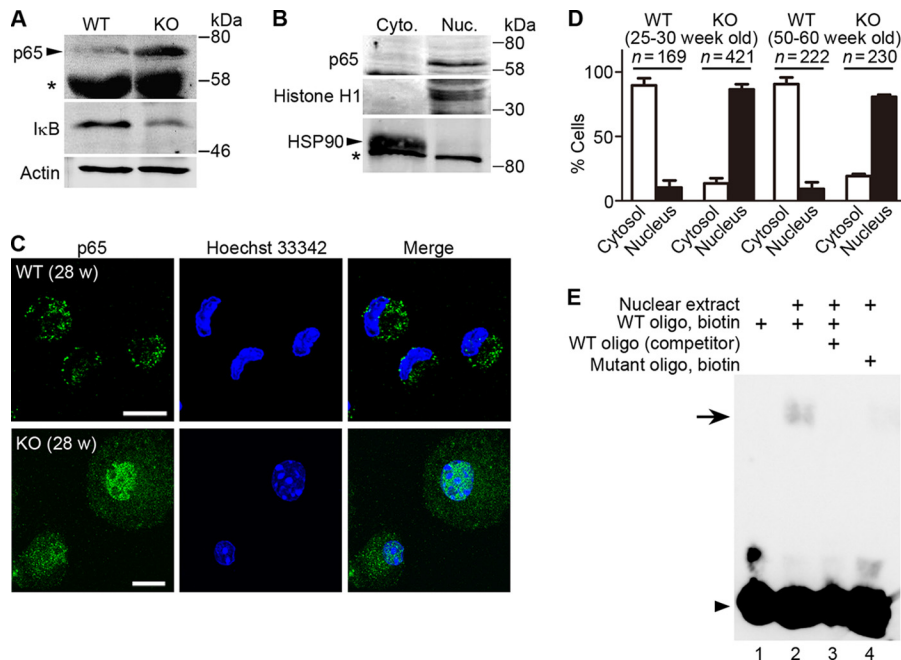 A
WT KO kDa
p65 80
* 58
IκB
46
Actin
B
Cyto. Nuc. kDa
p65 80
58
Histone H1
30
HSP90
* 80
C
p65 Hoechst 33342 Merge
WT (28 w)
KO (28 w)
D
WT KO WT KO
(25-30 week old) (50-60 week old)
n=169 n=421 n=222 n=230
100
50
0
% Cells
Cytosol Nucleus Cytosol Nucleus Cytosol Nucleus Cytosol Nucleus
E
Nuclear extract + + +
WT oligo, biotin + + +
WT oligo (competitor) +
Mutant oligo, biotin +
1 2 3 4